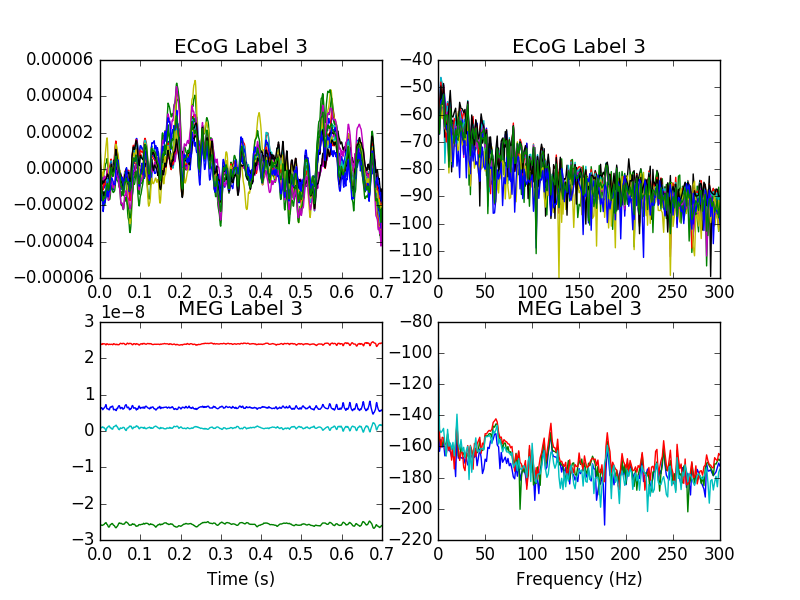 ECoG Label 3
0.00006
0.00004
0.00002
0.00000
−0.00002
−0.00004
−0.00006
0.0 0.1 0.2 0.3 0.4 0.5 0.6 0.7
ECoG Label 3
−40
−50
−60
−70
−80
−90
−100
−110
−120
0 50 100 150 200 250 300
MEG Label 3
1e−8
3
2
1
0
−1
−2
−3
0.0 0.1 0.2 0.3 0.4 0.5 0.6 0.7
Time (s)
MEG Label 3
−80
−100
−120
−140
−160
−180
−200
−220
0 50 100 150 200 250 300
Frequency (Hz)